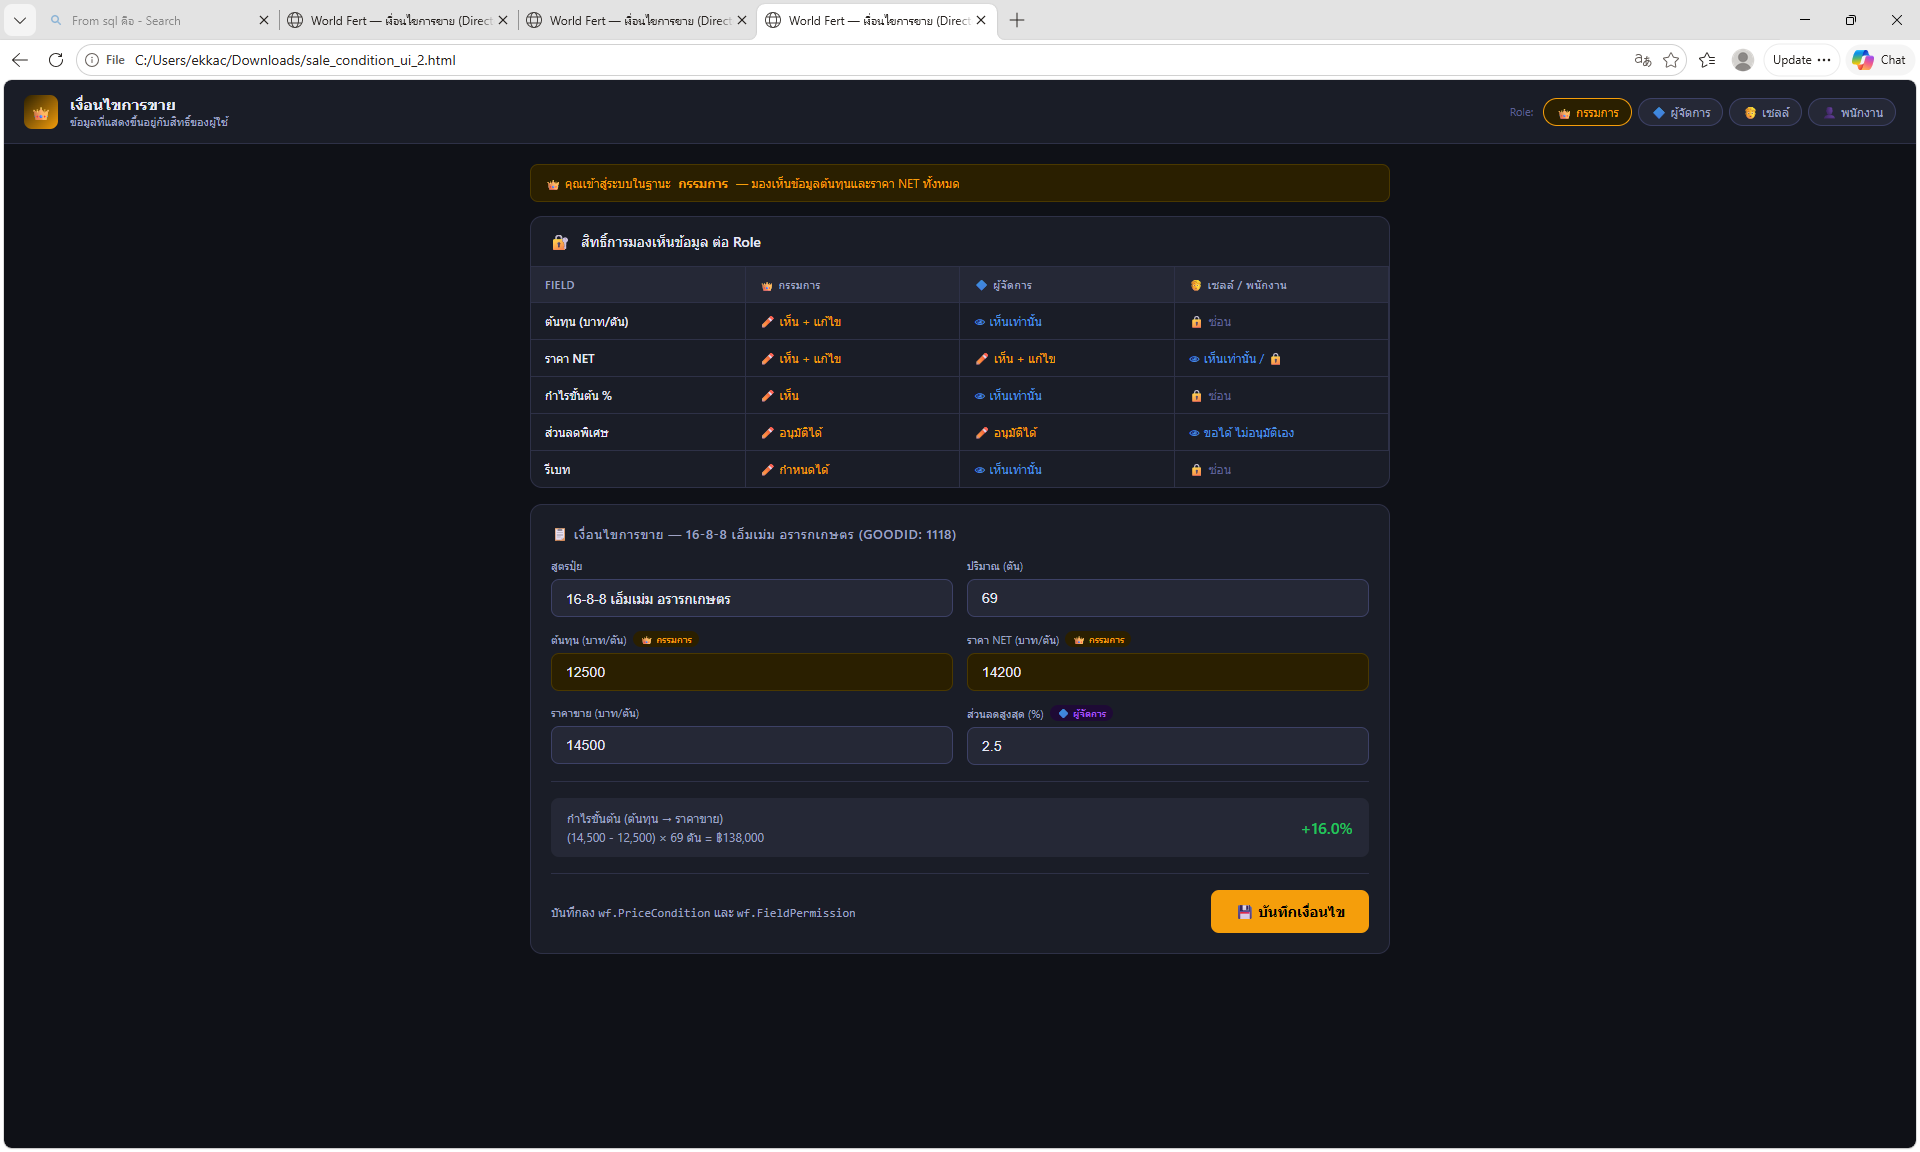 From sql คือ - Search
World Fert — เงื่อนไขการขาย (Direct
World Fert — เงื่อนไขการขาย (Direct
World Fert — เงื่อนไขการขาย (Direct
File C:/Users/ekkac/Downloads/sale_condition_ui_2.html
Update
Chat
เงื่อนไขการขาย
ข้อมูลที่แสดงขึ้นอยู่กับสิทธิ์ของผู้ใช้
Role: กรรมการ ผู้จัดการ เซลล์ พนักงาน
คุณเข้าสู่ระบบในฐานะ กรรมการ — มองเห็นข้อมูลต้นทุนและราคา NET ทั้งหมด
สิทธิ์การมองเห็นข้อมูล ต่อ Role
FIELD กรรมการ ผู้จัดการ เซลล์ / พนักงาน
ต้นทุน (บาท/ตัน) เห็น + แก้ไข เห็นเท่านั้น ซ่อน
ราคา NET เห็น + แก้ไข เห็น + แก้ไข เห็นเท่านั้น /
กำไรขั้นต้น % เห็น เห็นเท่านั้น ซ่อน
ส่วนลดพิเศษ อนุมัติได้ อนุมัติได้ ขอได้ ไม่อนุมัติเอง
รีเบท กำหนดได้ เห็นเท่านั้น ซ่อน
เงื่อนไขการขาย — 16-8-8 เอ็มเม่ม อรารกเกษตร (GOODID: 1118)
สูตรปุ๋ย ปริมาณ (ตัน)
16-8-8 เอ็มเม่ม อรารกเกษตร 69
ต้นทุน (บาท/ตัน) กรรมการ ราคา NET (บาท/ตัน) กรรมการ
12500 14200
ราคาขาย (บาท/ตัน) ส่วนลดสูงสุด (%) ผู้จัดการ
14500 2.5
กำไรขั้นต้น (ต้นทุน → ราคาขาย)
(14,500 - 12,500) × 69 ตัน = ฿138,000
+16.0%
บันทึกลง wf.PriceCondition และ wf.FieldPermission
บันทึกเงื่อนไข